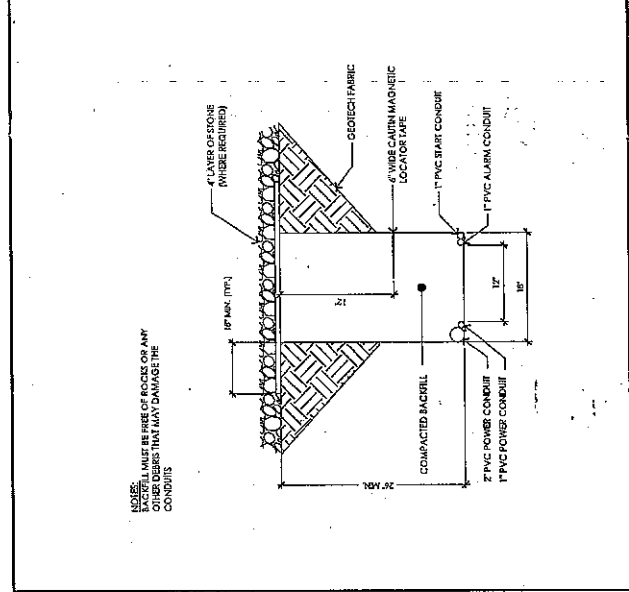 NOTES:
BACKFILL MUST BE FREE OF ROCKS OR ANY
OTHER DEBRIS THAT MAY DAMAGE THE
CONDUITS
4" LAYER OF STONE
(WHERE REQUIRED)
18" MIN. (TYP.)
GEOTECH FABRIC
12"
6" WIDE CAUTIN MAGNETIC
LOCATOR TAPE
26" MIN.
COMPACTED BACKFILL
1" PVC START CONDUIT
1" PVC ALARM CONDUIT
12"
18"
2" PVC POWER CONDUIT
1" PVC POWER CONDUIT